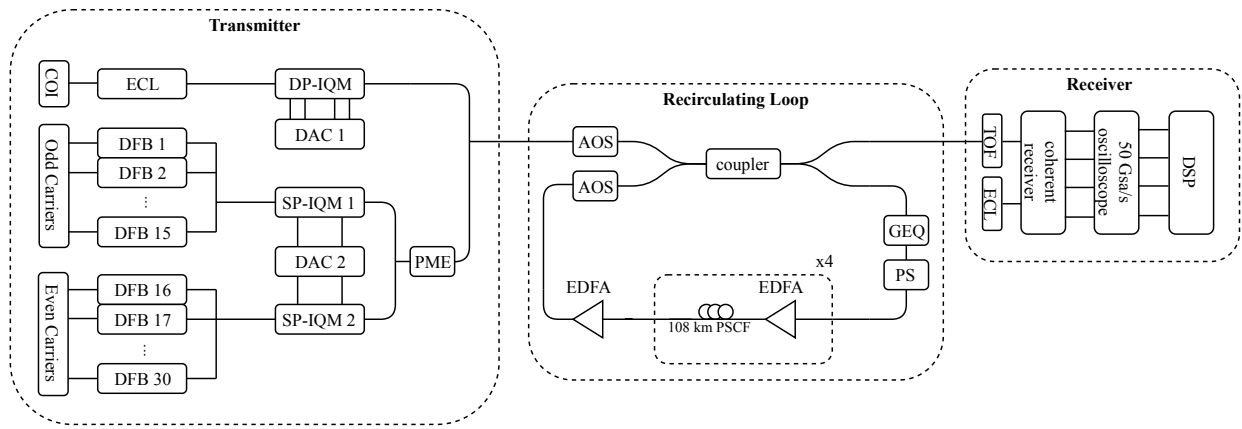 Transmitter
COI
ECL
DP-IQM
DAC 1
Odd Carriers
DFB 1
DFB 2
...
DFB 15
SP-IQM 1
DAC 2
SP-IQM 2
PME
Even Carriers
DFB 16
DFB 17
...
DFB 30
Recirculating Loop
AOS
AOS
coupler
GEQ
PS
x4
EDFA
EDFA
108 km PSCF
Receiver
TOF
ECL
coherent
receiver
50 Gsa/s
oscilloscope
DSP